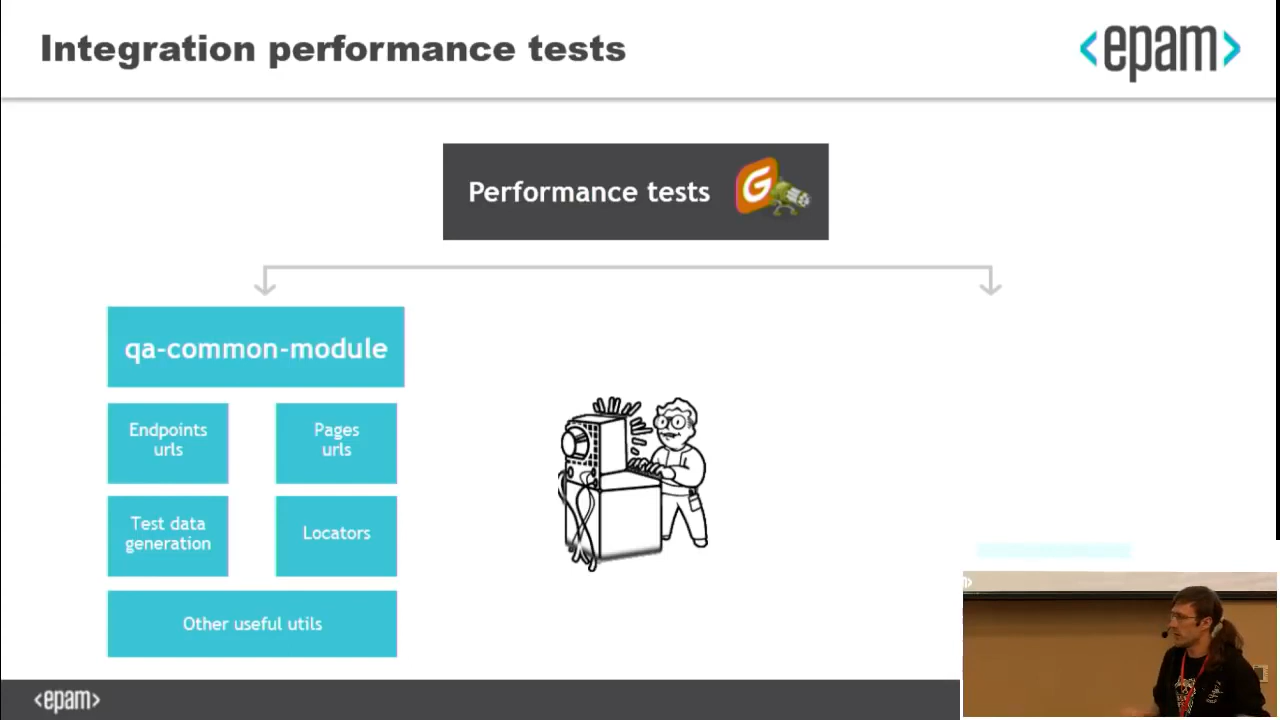 Integration performance tests
<epam>
Performance tests
G
qa-common-module
Endpoints
urls
Pages
urls
Test data
generation
Locators
Other useful utils
<epam>